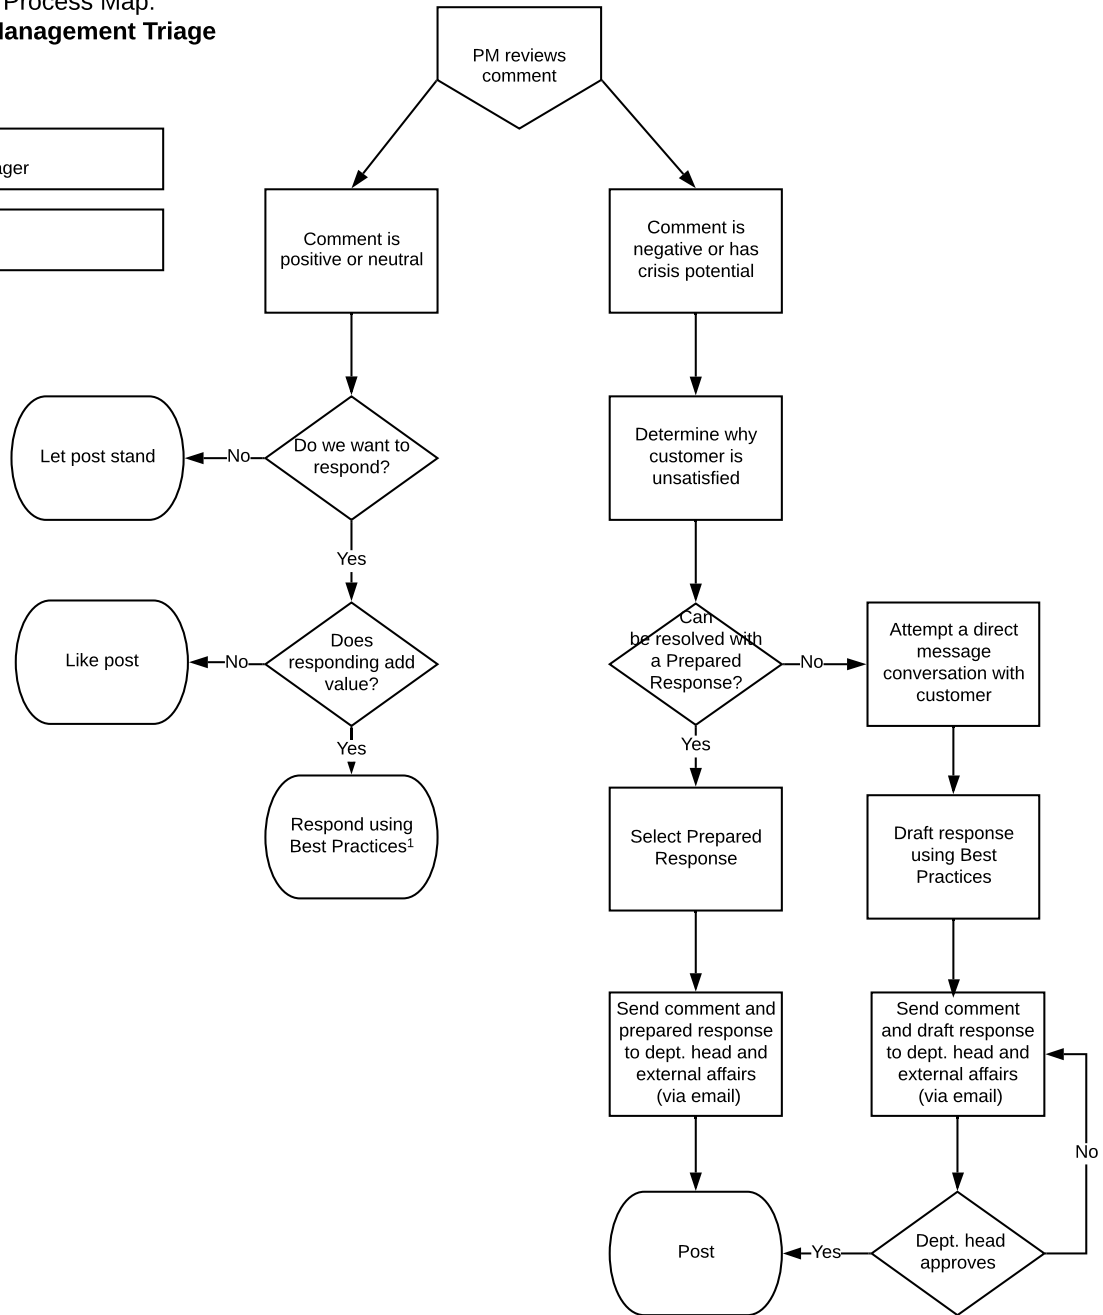 Process Map:
Management Triage
PM reviews
comment
ager
Comment is
positive or neutral
Comment is
negative or has
crisis potential
Do we want to
respond?
No
Let post stand
Determine why
customer is
unsatisfied
Yes
Does
responding add
value?
No
Like post
Can
be resolved with
a Prepared
Response?
No
Attempt a direct
message
conversation with
customer
Yes
Yes
Respond using
Best Practices¹
Select Prepared
Response
Draft response
using Best
Practices
Send comment and
prepared response
to dept. head and
external affairs
(via email)
Send comment
and draft response
to dept. head and
external affairs
(via email)
No
Post
Yes
Dept. head
approves